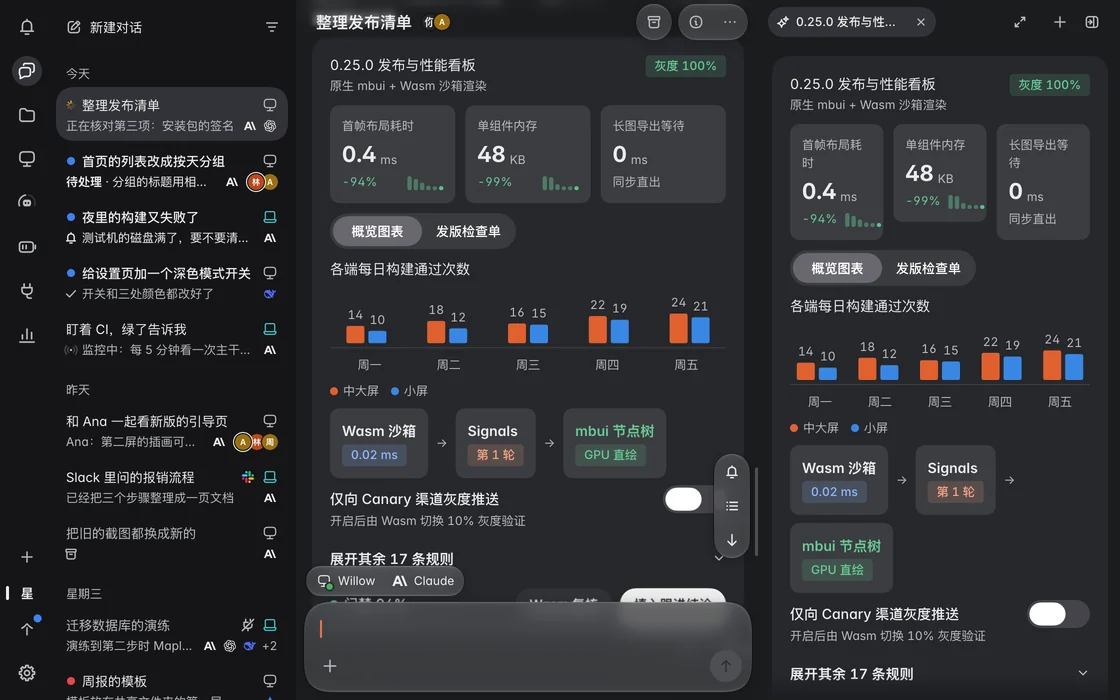 新建对话
今天
整理发布清单
正在核对第三项：安装包的签名
首页的列表改成按天分组
待处理 · 分组的标题用相…
林 A
夜里的构建又失败了
测试机的磁盘满了，要不要清…
给设置页加一个深色模式开关
开关和三处颜色都改好了
盯着 CI，绿了告诉我
监控中：每 5 分钟看一次主干…
昨天
和 Ana 一起看新版的引导页
Ana：第二屏的插画可…
A 林 周
Slack 里问的报销流程
已经把三个步骤整理成一页文档
把旧的截图都换成新的
星期三
迁移数据库的演练
演练到第二步时 Mapl…
+2
周报的模板
星
整理发布清单
你 A
0.25.0 发布与性能看板
灰度 100%
原生 mbui + Wasm 沙箱渲染
首帧布局耗时
0.4 ms
-94%
单组件内存
48 KB
-99%
长图导出等待
0 ms
同步直出
概览图表
发版检查单
各端每日构建通过次数
14 10 18 12 16 15 22 19 24 21
周一 周二 周三 周四 周五
中大屏 小屏
Wasm 沙箱
0.02 ms
→
Signals
第 1 轮
→
mbui 节点树
GPU 直绘
仅向 Canary 渠道灰度推送
开启后由 Wasm 切换 10% 灰度验证
展开其余 17 条规则
Willow
Claude
0.25.0 发布与性…
0.25.0 发布与性能看板
灰度 100%
原生 mbui + Wasm 沙箱渲染
首帧布局耗
时
0.4 ms
-94%
单组件内存
48 KB
-99%
长图导出等
待
0 ms
同步直出
概览图表
发版检查单
各端每日构建通过次数
14 10 18 12 16 15 22 19 24 21
周一 周二 周三 周四 周五
中大屏 小屏
Wasm 沙箱
0.02 ms
→
Signals
第 1 轮
→
mbui 节点树
GPU 直绘
仅向 Canary 渠道灰度推送
开启后由 Wasm 切换 10% 灰度验证
展开其余 17 条规则